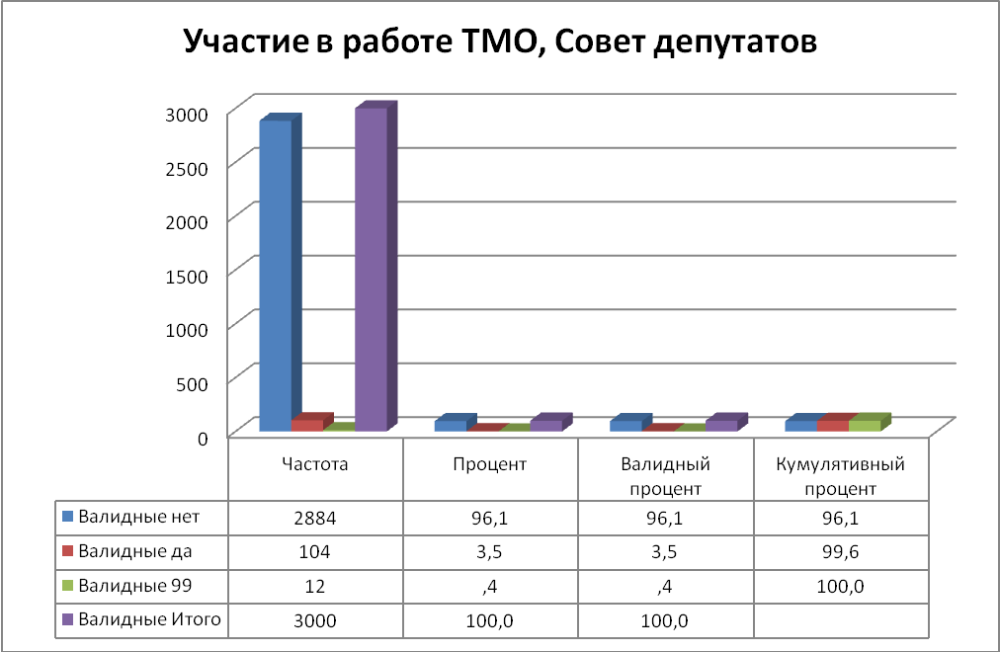 Участие в работе ТМО, Совет депутатов
3000
2500
2000
1500
1000
500
0
Частота Процент Валидный процент Кумулятивный процент
Валидные нет 2884 96,1 96,1 96,1
Валидные да 104 3,5 3,5 99,6
Валидные 99 12 ,4 ,4 100,0
Валидные Итого 3000 100,0 100,0